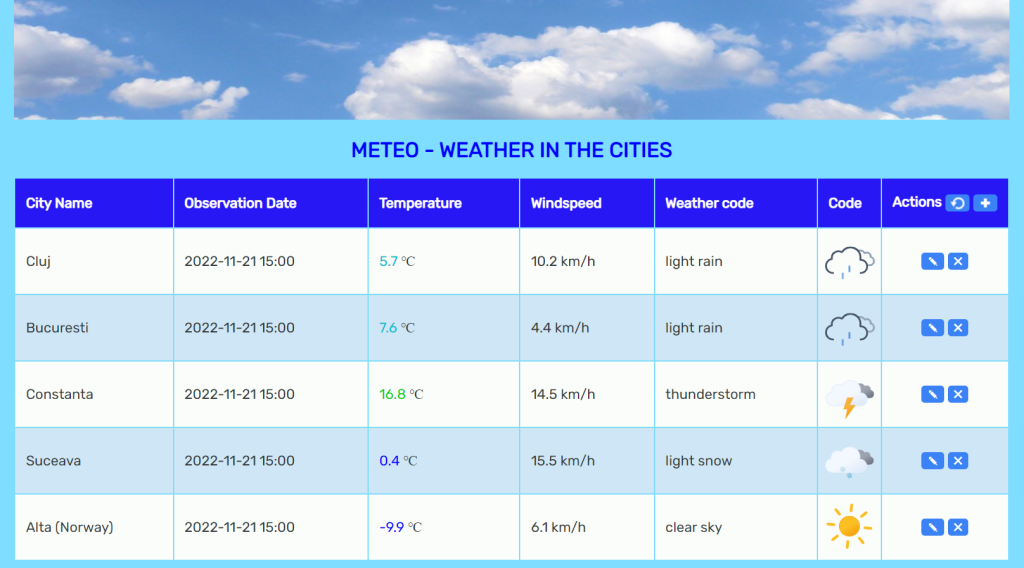 METEO - WEATHER IN THE CITIES
City Name Observation Date Temperature Windspeed Weather code Code Actions
Cluj 2022-11-21 15:00 5.7 °C 10.2 km/h light rain
Bucuresti 2022-11-21 15:00 7.6 °C 4.4 km/h light rain
Constanta 2022-11-21 15:00 16.8 °C 14.5 km/h thunderstorm
Suceava 2022-11-21 15:00 0.4 °C 15.5 km/h light snow
Alta (Norway) 2022-11-21 15:00 -9.9 °C 6.1 km/h clear sky